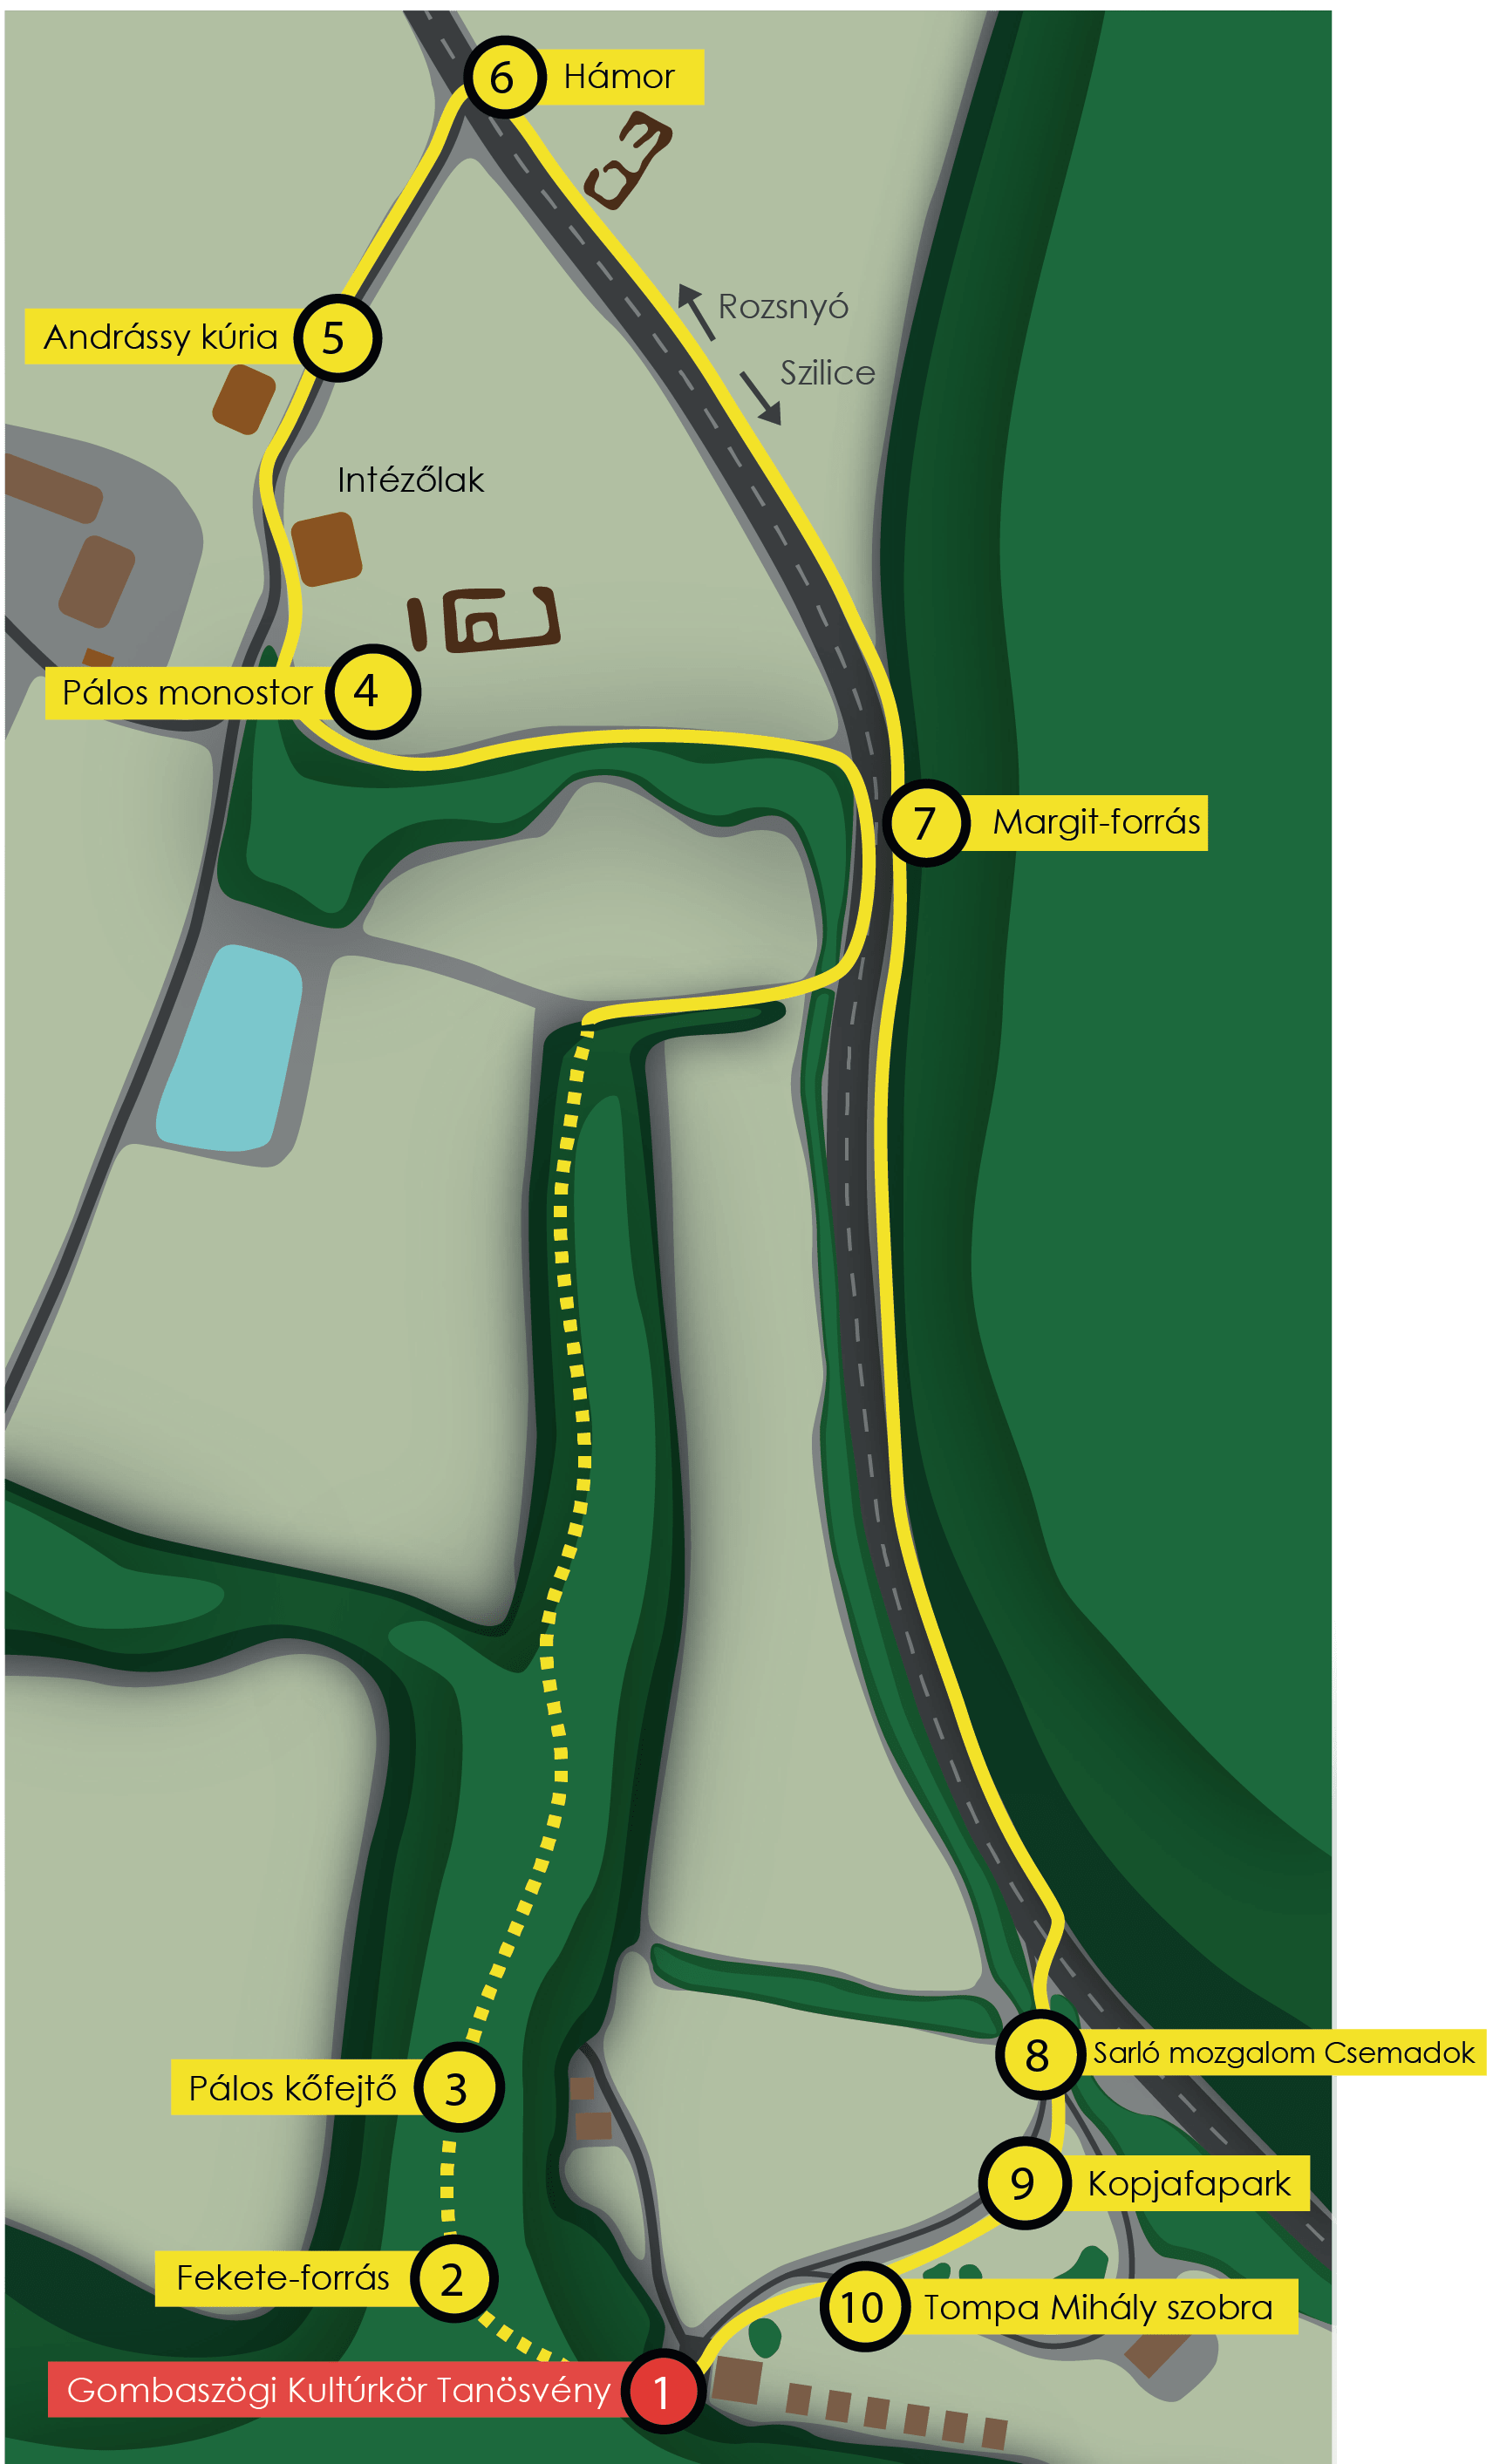 6 Hámor
Rozsnyó
Andrássy kúria 5
Szilice
Intézőlak
Pálos monostor 4
7 Margit-forrás
8 Sarló mozgalom Csemadok
Pálos kőfejtő 3
9 Kopjafapark
Fekete-forrás 2
10 Tompa Mihály szobra
Gombaszögi Kultúrkör Tanösvény 1